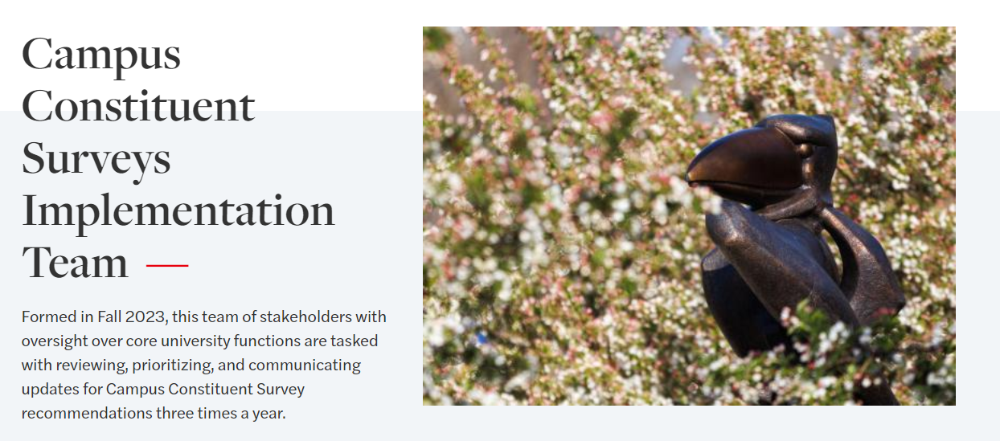 Campus
Constituent
Surveys
Implementation
Team
Formed in Fall 2023, this team of stakeholders with
oversight over core university functions are tasked
with reviewing, prioritizing, and communicating
updates for Campus Constituent Survey
recommendations three times a year.